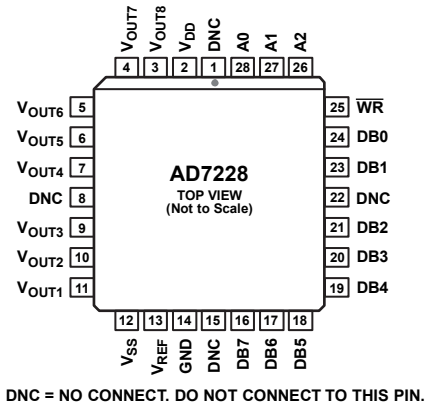 VOUT7 VOUT8 VDD DNC A0 A1 A2
4 3 2 1 28 27 26
VOUT6 5
VOUT5 6
VOUT4 7
DNC 8
VOUT3 9
VOUT2 10
VOUT1 11
AD7228
TOP VIEW
(Not to Scale)
25 WR
24 DB0
23 DB1
22 DNC
21 DB2
20 DB3
19 DB4
12 13 14 15 16 17 18
VSS VREF GND DNC DB7 DB6 DB5
DNC = NO CONNECT. DO NOT CONNECT TO THIS PIN.